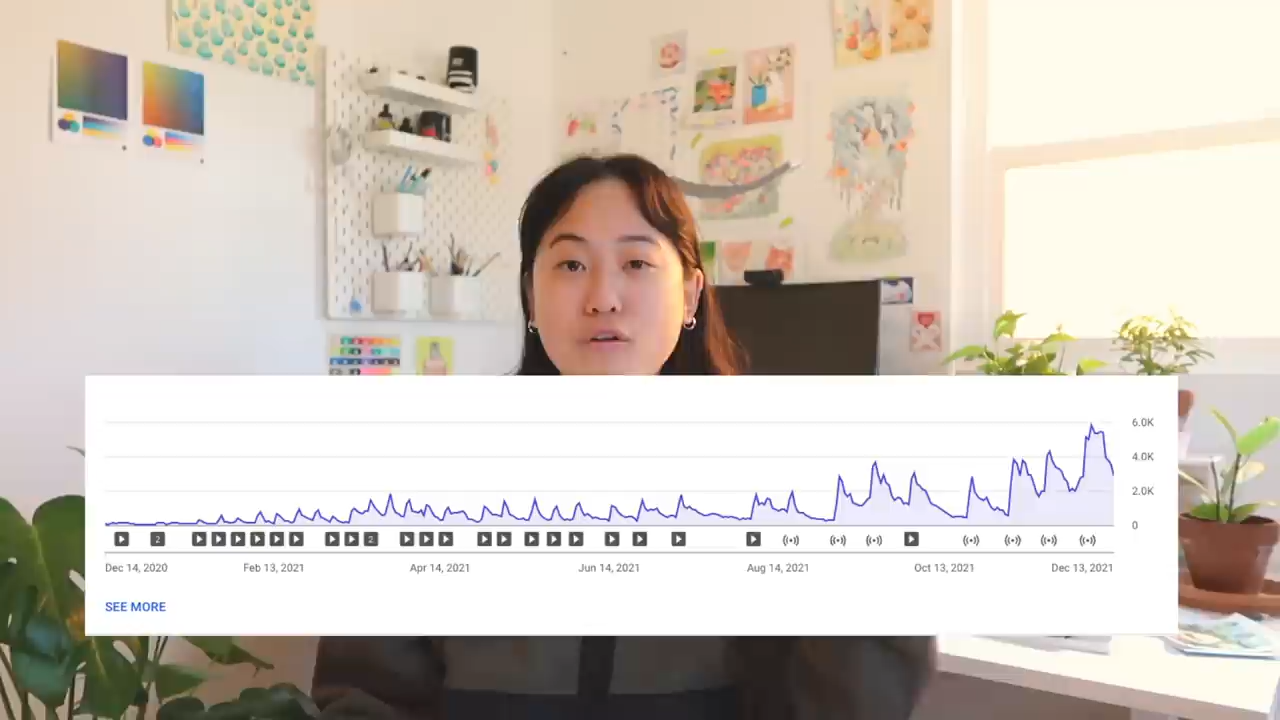 6.0K
4.0K
2.0K
0
2
2
Dec 14, 2020 Feb 13, 2021 Apr 14, 2021 Jun 14, 2021 Aug 14, 2021 Oct 13, 2021 Dec 13, 2021
SEE MORE